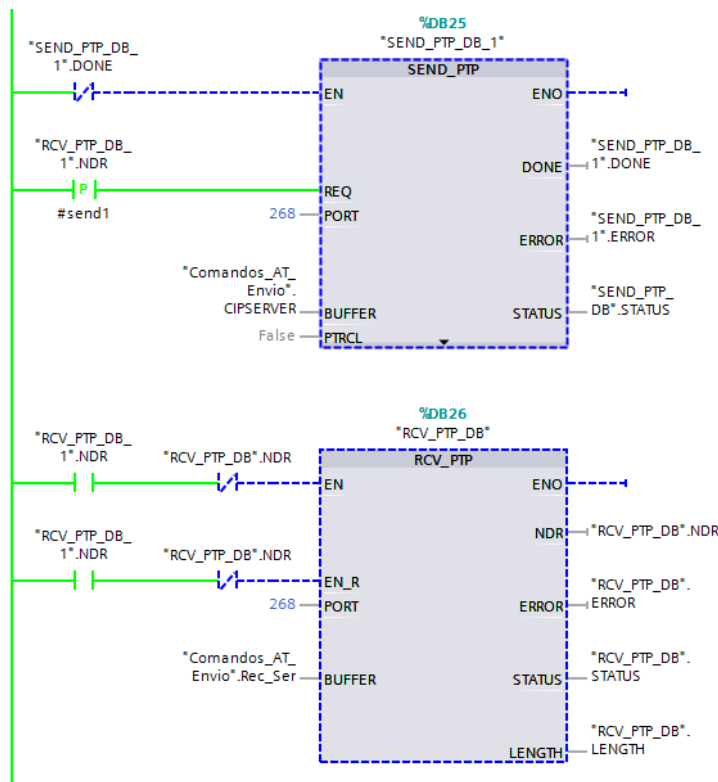 %DB25
"SEND_PTP_DB_1"
"SEND_PTP_DB_
1".DONE
SEND_PTP
EN
ENO
"RCV_PTP_DB_
1".NDR
P
#send1
REQ
DONE
"SEND_PTP_DB_
1".DONE
268
PORT
ERROR
"SEND_PTP_DB_
1".ERROR
"Comandos_AT_
Envio".
CIPSERVER
BUFFER
STATUS
"SEND_PTP_
DB".STATUS
False
PTRCL
%DB26
"RCV_PTP_DB"
"RCV_PTP_DB_
1".NDR
"RCV_PTP_DB".NDR
RCV_PTP
EN
ENO
NDR
"RCV_PTP_DB".NDR
"RCV_PTP_DB_
1".NDR
"RCV_PTP_DB".NDR
EN_R
268
PORT
ERROR
"RCV_PTP_DB".
ERROR
"Comandos_AT_
Envio".Rec_Ser
BUFFER
STATUS
"RCV_PTP_DB".
STATUS
LENGTH
"RCV_PTP_DB".
LENGTH